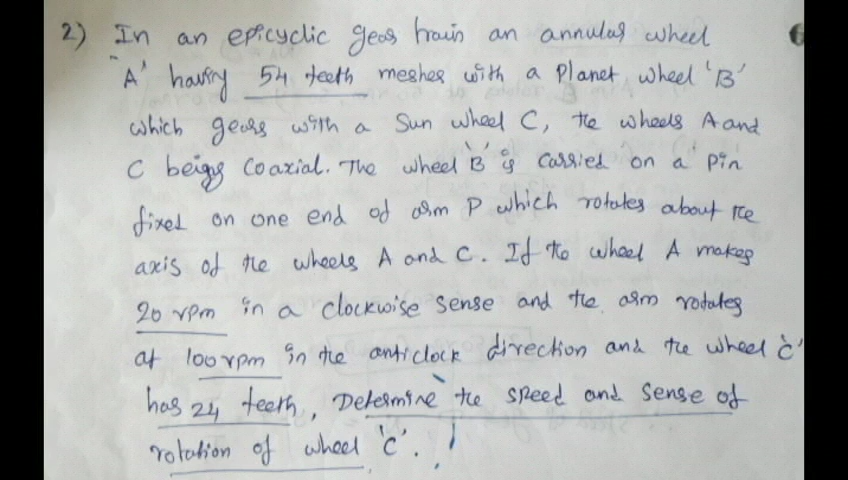 2) In an epicyclic gear train an annular wheel
'A' having 54 teeth meshes with a Planet wheel 'B'
which gears with a Sun wheel C, the wheels A and
C being Coaxial. The wheel 'B' is carried on a pin
fixed on one end of arm P which rotates about the
axis of the wheels A and C. If the wheel A makes
20 rpm in a clockwise sense and the arm rotates
at 100 rpm in the anticlock direction and the wheel 'C'
has 24 teeth, Determine the speed and sense of
rotation of wheel 'C'.